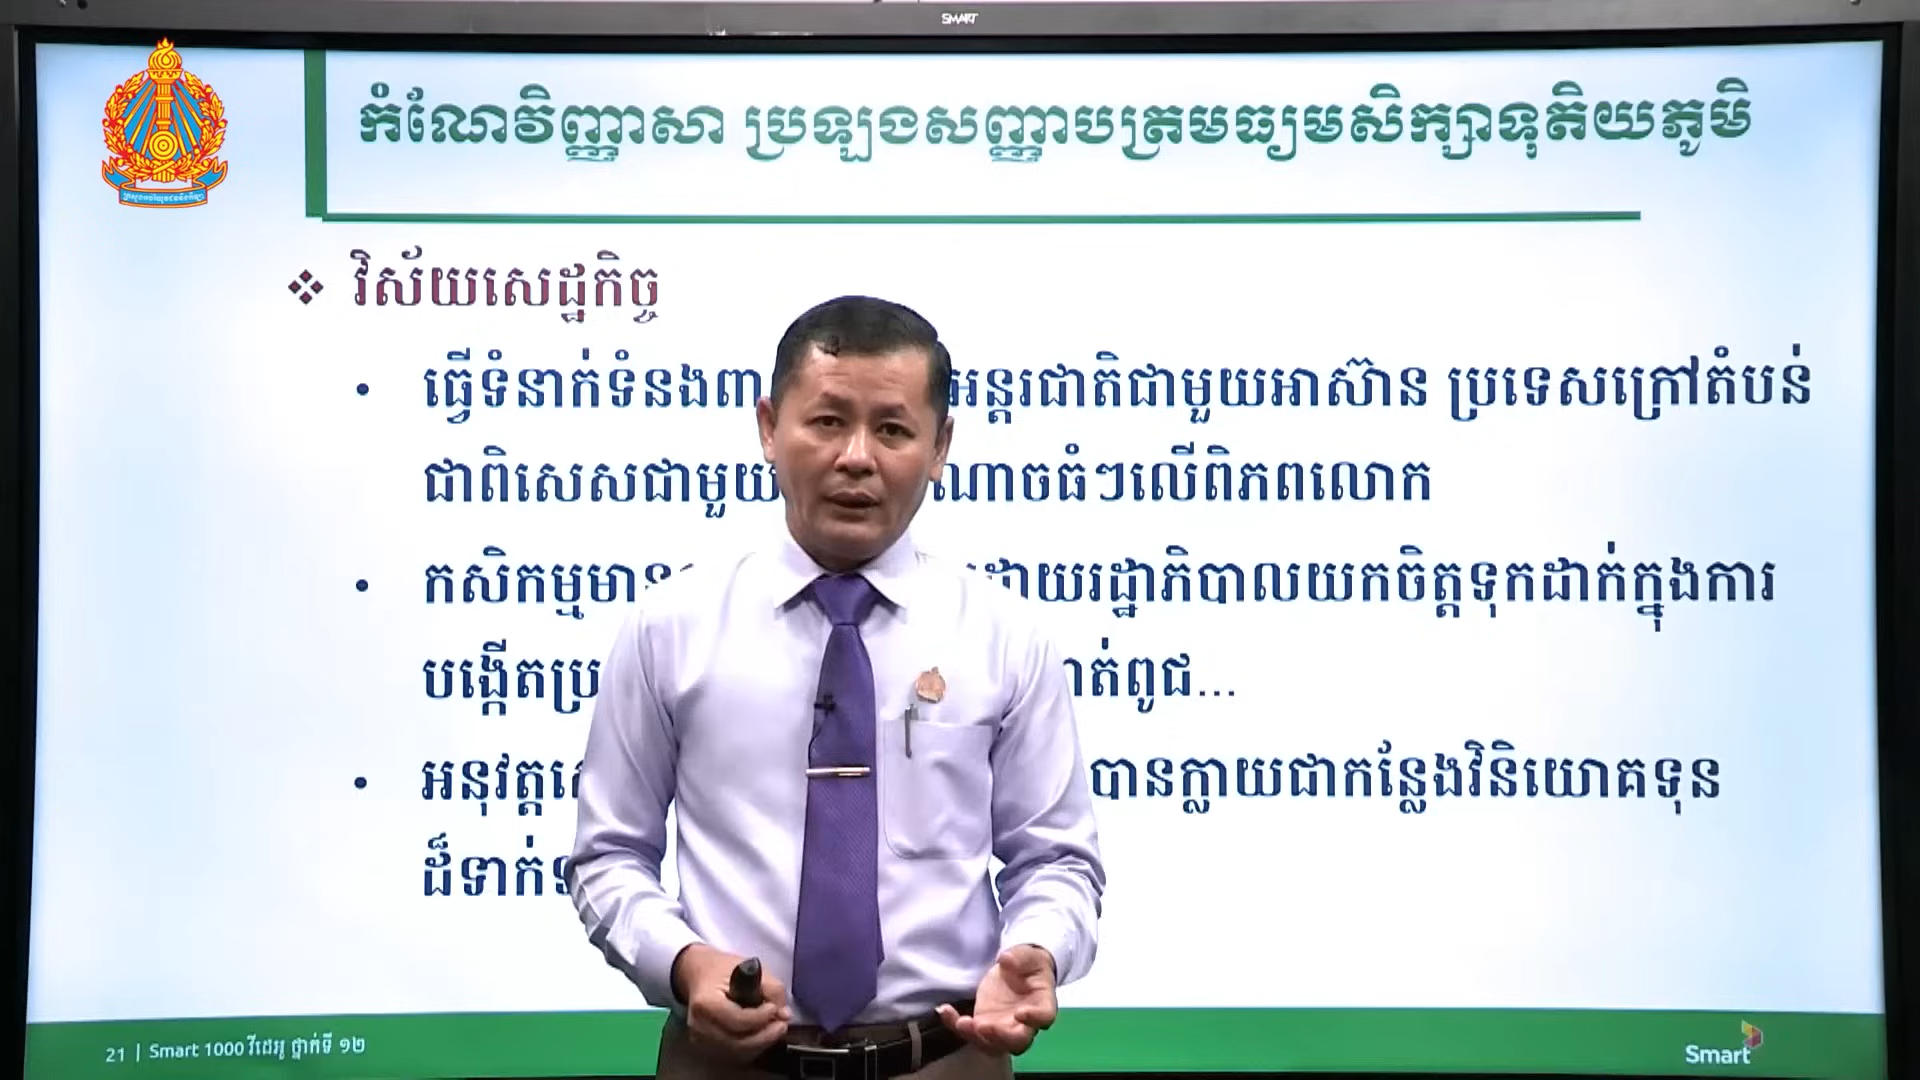 SMART
កំណែវិញ្ញាសា ប្រឡងសញ្ញាបត្រមធ្យមសិក្សាទុតិយភូមិ
វិស័យសេដ្ឋកិច្ច
• ធ្វើទំនាក់ទំនង អន្តរជាតិជាមួយអាស៊ាន ប្រទេសក្រៅតំបន់
ជាពិសេសជាមួយ ធំៗលើពិភពលោក
• កសិកម្មមាន ដោយរដ្ឋាភិបាលយកចិត្តទុកដាក់ក្នុងការ
បង្កើត ពូជ...
• អនុវត្ត បានក្លាយជាកន្លែងវិនិយោគទុន
ដ៏ទាក់
21 | Smart 1000 វីដេអូ ថ្នាក់ទី ១២
Smart